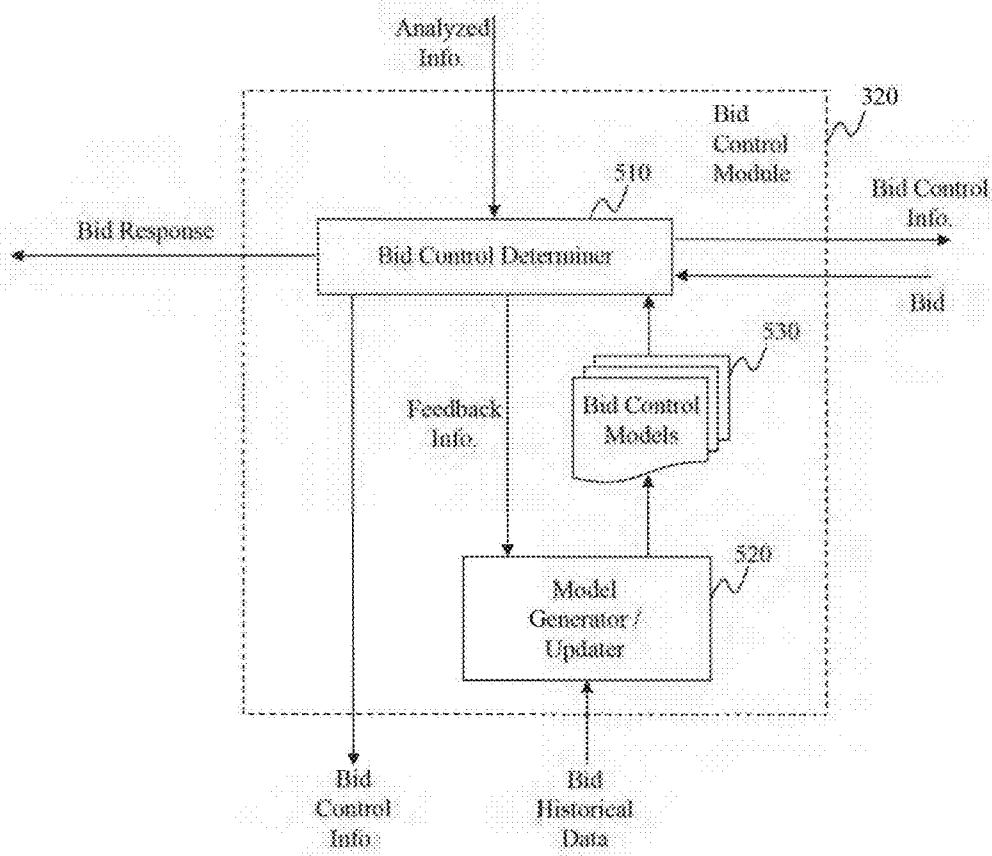 Analyzed
Info.
320
Bid
Control
Module
510
Bid Control
Info.
Bid Response
Bid Control Determiner
Bid
530
Bid Control
Models
Feedback
Info.
520
Model
Generator /
Updater
Bid
Control
Info
Bid
Historical
Data